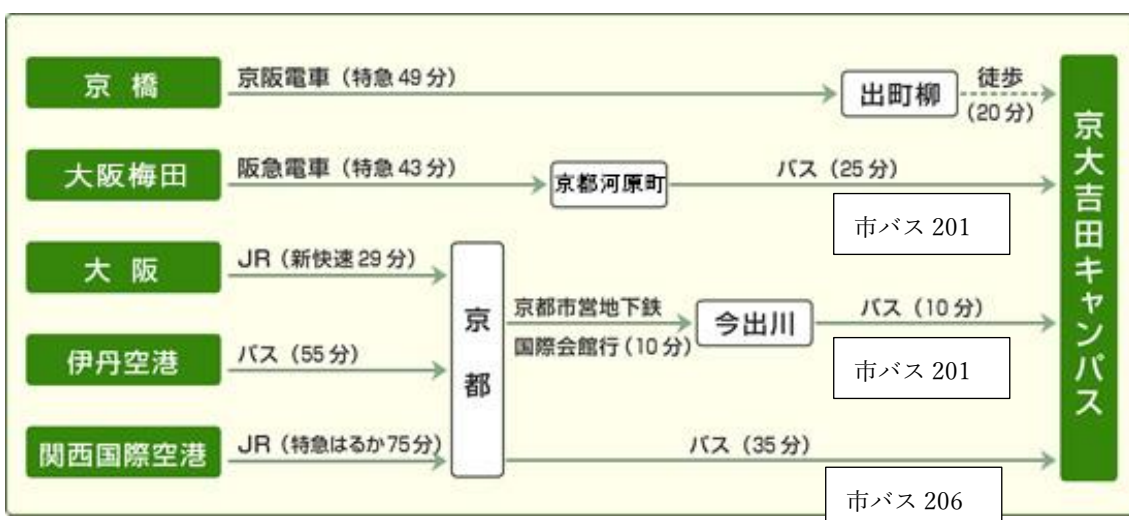 京橋
京阪電車（特急49分）
出町柳
徒歩
（20分）
大阪梅田
阪急電車（特急43分）
京都河原町
バス（25分）
市バス 201
大阪
JR（新快速29分）
京都
京都市営地下鉄
国際会館行（10分）
今出川
バス（10分）
市バス 201
伊丹空港
バス（55分）
関西国際空港
JR（特急はるか75分）
バス（35分）
市バス 206
京大吉田キャンパス